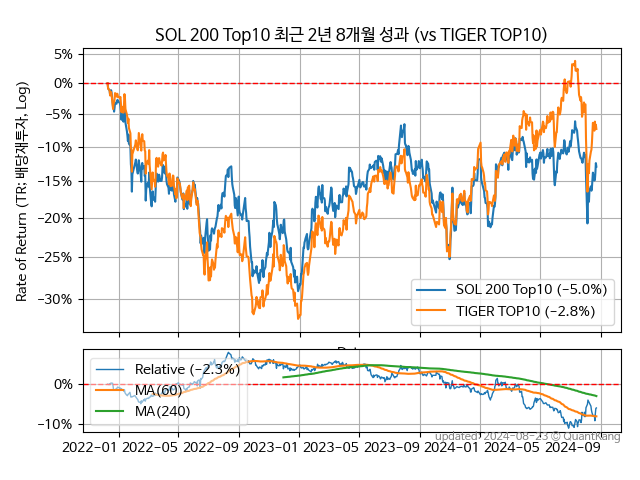 SOL 200 Top10 최근 2년 8개월 성과 (vs TIGER TOP10)
Rate of Return (TR: 배당재투자, Log)
5%
0%
−5%
−10%
−15%
−20%
−25%
−30%
SOL 200 Top10 (−5.0%)
TIGER TOP10 (−2.8%)
0%
−10%
Relative (−2.3%)
MA(60)
MA(240)
2022−01 2022−05 2022−09 2023−01 2023−05 2023−09 2024−01 2024−05 2024−09
updated: 2024−08−23 © QuantKang